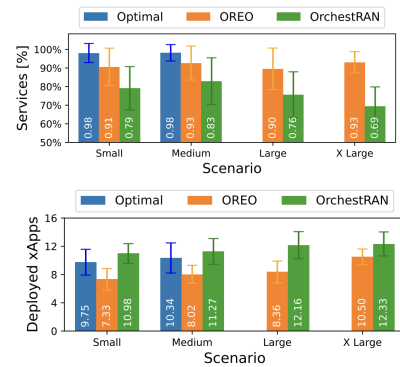 Optimal OREO OrchestRAN
Services [%]
100%
90%
80%
70%
60%
50%
0.98 0.91 0.79 0.98 0.93 0.83 0.90 0.76 0.93 0.69
Small Medium Large X Large
Scenario
Optimal OREO OrchestRAN
Deployed xApps
16
12
8
4
0
9.75 7.33 10.98 10.34 8.02 11.27 8.36 12.16 10.50 12.33
Small Medium Large X Large
Scenario